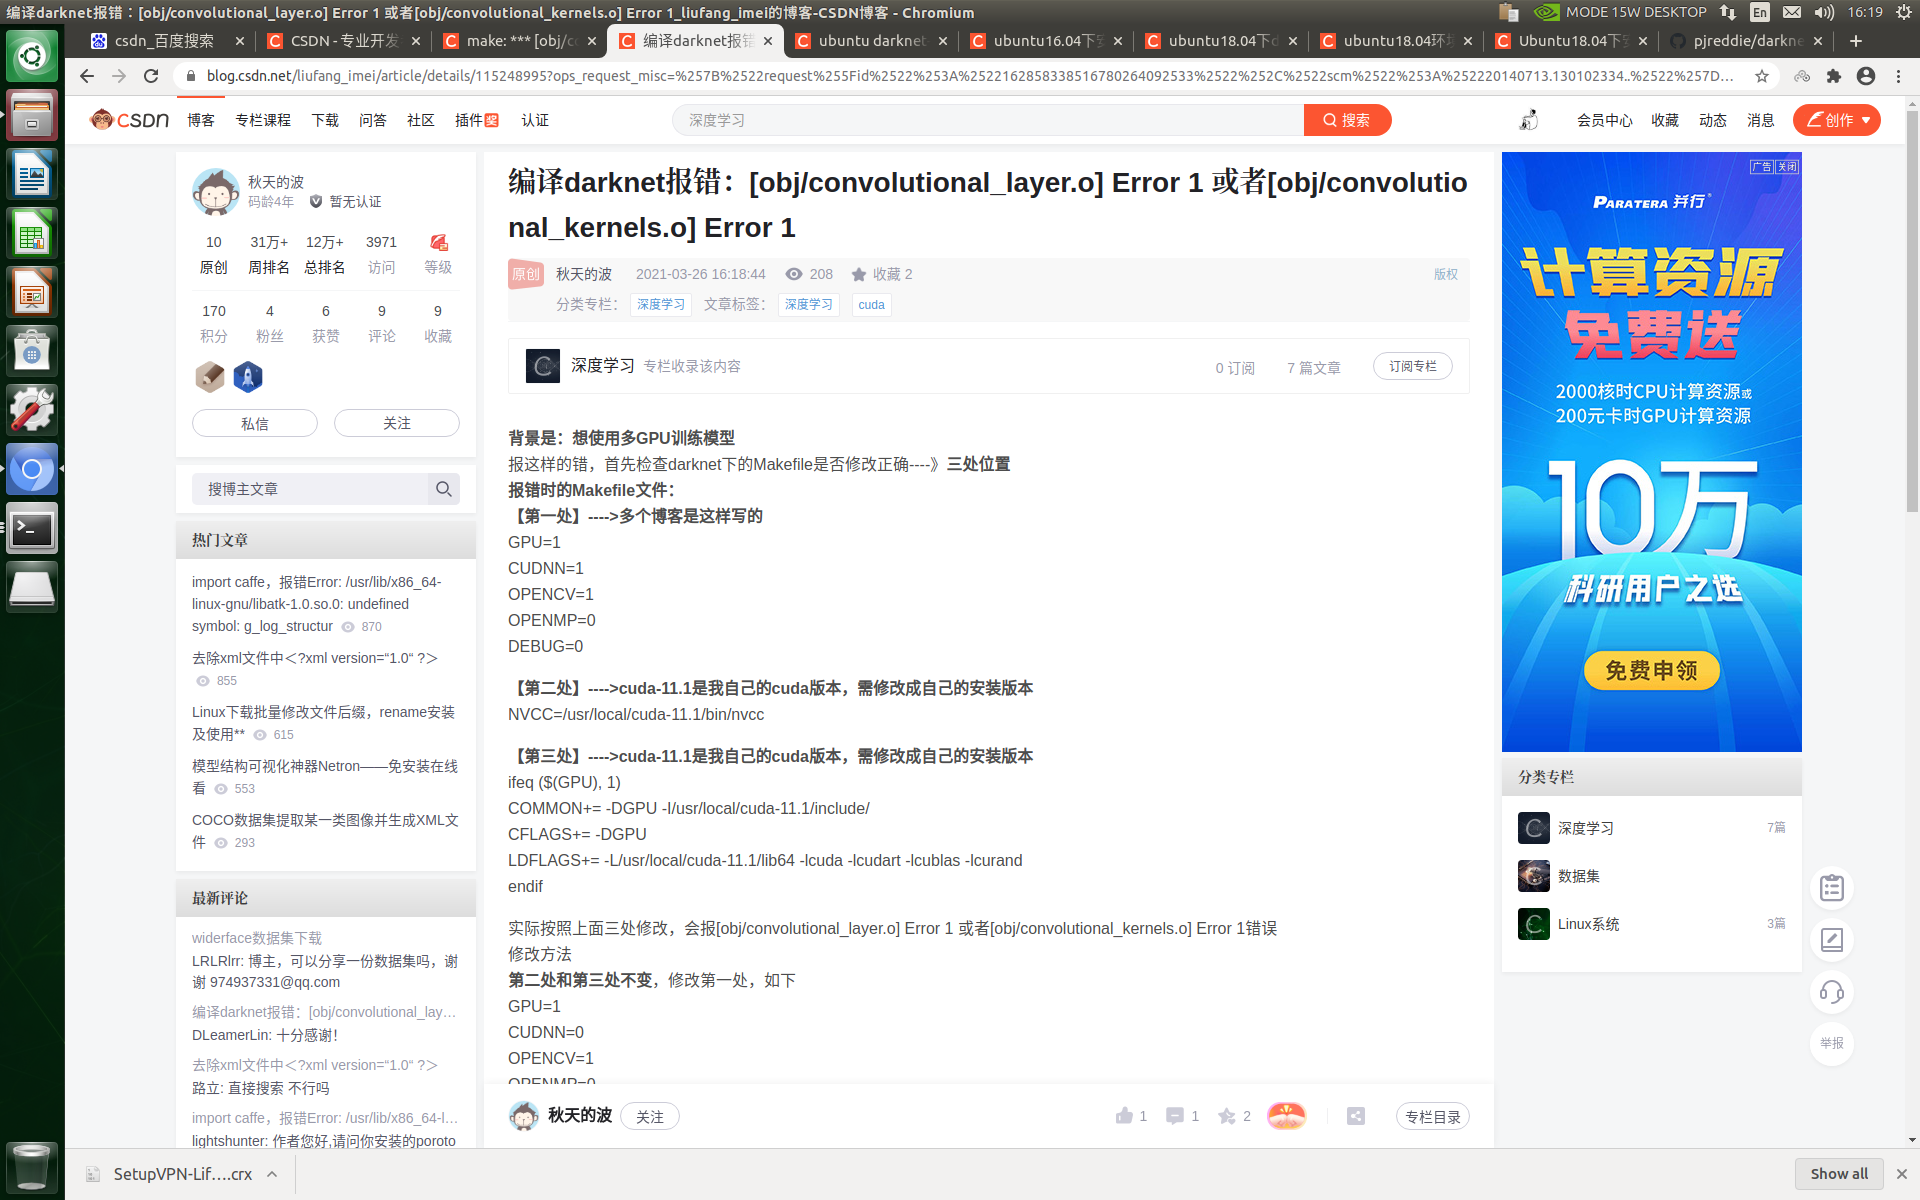 编译darknet报错：[obj/convolutional_layer.o] Error 1 或者[obj/convolutional_kernels.o] Error 1_liufang_imei的博客-CSDN博客 - Chromium
MODE 15W DESKTOP En 16:19
csdn_百度搜索
CSDN - 专业开发
make: *** [obj/co
编译darknet报错
ubuntu darknet
ubuntu16.04下安
ubuntu18.04下d
ubuntu18.04环境
Ubuntu18.04下安
pjreddie/darkne
blog.csdn.net/liufang_imei/article/details/115248995?ops_request_misc=%257B%2522request%255Fid%2522%253A%2522162858338516780264092533%2522%252C%2522scm%2522%253A%252220140713.130102334..%2522%257D...
CSDN 博客 专栏课程 下载 问答 社区 插件 奖 认证
深度学习 搜索
会员中心 收藏 动态 消息 创作
秋天的波
码龄4年 暂无认证
10 31万+ 12万+ 3971
原创 周排名 总排名 访问 等级
170 4 6 9 9
积分 粉丝 获赞 评论 收藏
私信 关注
搜博主文章
热门文章
import caffe，报错Error: /usr/lib/x86_64-
linux-gnu/libatk-1.0.so.0: undefined
symbol: g_log_structur 870
去除xml文件中＜?xml version=“1.0“ ?＞
855
Linux下载批量修改文件后缀，rename安装
及使用** 615
模型结构可视化神器Netron——免安装在线
看 553
COCO数据集提取某一类图像并生成XML文
件 293
最新评论
widerface数据集下载
LRLRlrr: 博主，可以分享一份数据集吗，谢
谢 974937331@qq.com
编译darknet报错：[obj/convolutional_lay…
DLeamerLin: 十分感谢！
去除xml文件中＜?xml version=“1.0“ ?＞
路立: 直接搜索 不行吗
import caffe，报错Error: /usr/lib/x86_64-l…
lightshunter: 作者您好,请问你安装的poroto
编译darknet报错：[obj/convolutional_layer.o] Error 1 或者[obj/convolutio
nal_kernels.o] Error 1
原创 秋天的波 2021-03-26 16:18:44 208 收藏 2 版权
分类专栏： 深度学习 文章标签： 深度学习 cuda
深度学习 专栏收录该内容 0 订阅 7 篇文章 订阅专栏
背景是：想使用多GPU训练模型
报这样的错，首先检查darknet下的Makefile是否修改正确----》三处位置
报错时的Makefile文件：
【第一处】---->多个博客是这样写的
GPU=1
CUDNN=1
OPENCV=1
OPENMP=0
DEBUG=0
【第二处】---->cuda-11.1是我自己的cuda版本，需修改成自己的安装版本
NVCC=/usr/local/cuda-11.1/bin/nvcc
【第三处】---->cuda-11.1是我自己的cuda版本，需修改成自己的安装版本
ifeq ($(GPU), 1)
COMMON+= -DGPU -I/usr/local/cuda-11.1/include/
CFLAGS+= -DGPU
LDFLAGS+= -L/usr/local/cuda-11.1/lib64 -lcuda -lcudart -lcublas -lcurand
endif
实际按照上面三处修改，会报[obj/convolutional_layer.o] Error 1 或者[obj/convolutional_kernels.o] Error 1错误
修改方法
第二处和第三处不变，修改第一处，如下
GPU=1
CUDNN=0
OPENCV=1
OPENMP=0
秋天的波 关注 1 1 2 专栏目录
广告 关闭
PARATERA 并行®
计算资源
免费送
2000核时CPU计算资源或
200元卡时GPU计算资源
10万
科研用户之选
免费申领
分类专栏
深度学习 7篇
数据集
Linux系统 3篇
举报
SetupVPN-Lif….crx
Show all